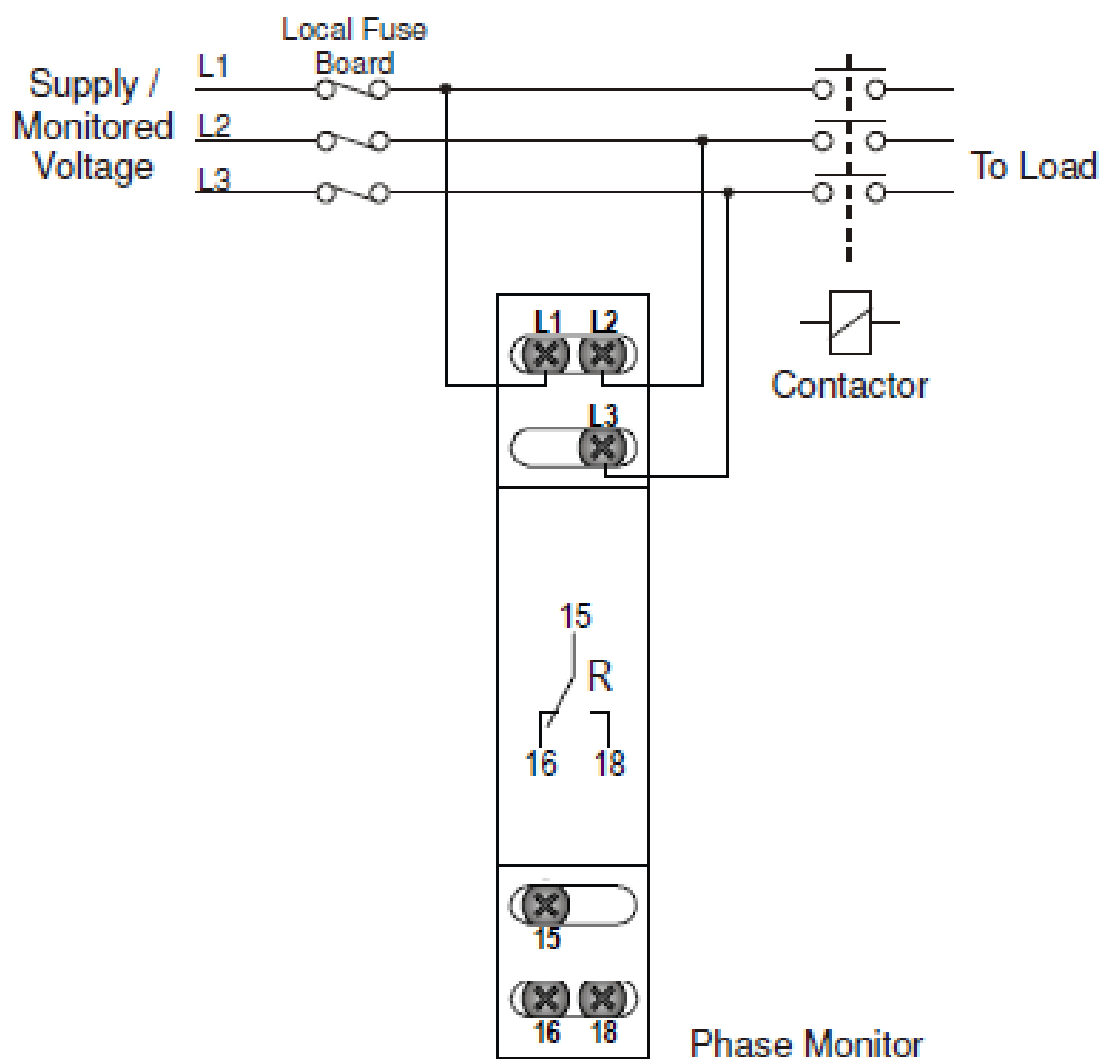 Local Fuse
Board
Supply /
Monitored
Voltage
L1
L2
L3
To Load
L1 L2
Contactor
L3
15
R
16 18
15
16 18
Phase Monitor